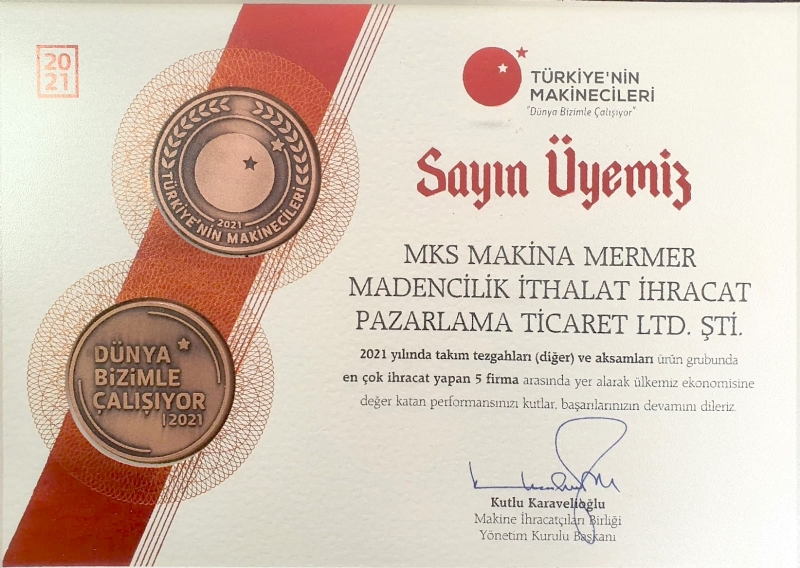 20
21
TÜRKİYE'NİN
MAKİNECİLERİ
"Dünya Bizimle Çalışıyor"
Sayın Üyemiz
2021
TÜRKİYE'NİN MAKİNECİLERİ
MKS MAKİNA MERMER
MADENCİLİK İTHALAT İHRACAT
PAZARLAMA TİCARET LTD. ŞTİ.
2021 yılında takım tezgahları (diğer) ve aksamları ürün grubunda
en çok ihracat yapan 5 firma arasında yer alarak ülkemiz ekonomisine
değer katan performansınızı kutlar, başarılarınızın devamını dileriz.
DÜNYA
BİZİMLE
ÇALIŞIYOR
|2021
Kutlu Karavelioğlu
Makine İhracatçıları Birliği
Yönetim Kurulu Başkanı